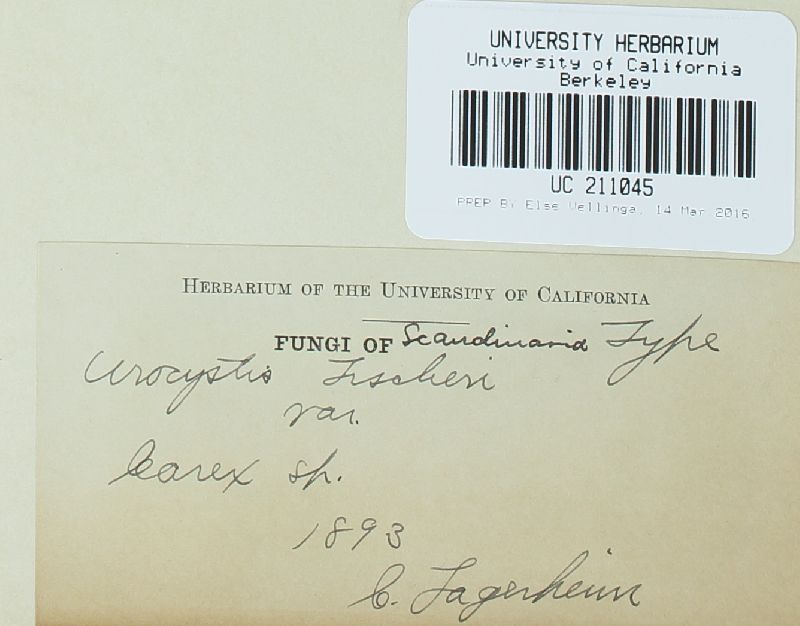 UNIVERSITY HERBARIUM
University of California
Berkeley
UC 211045
PREP By Else Vellinga, 14 Mar 2016
HERBARIUM OF THE UNIVERSITY OF CALIFORNIA
FUNGI OF Scandinavia Type
Urocystis Fischeri
var.
Carex sp.
1893
C. Lagerheim